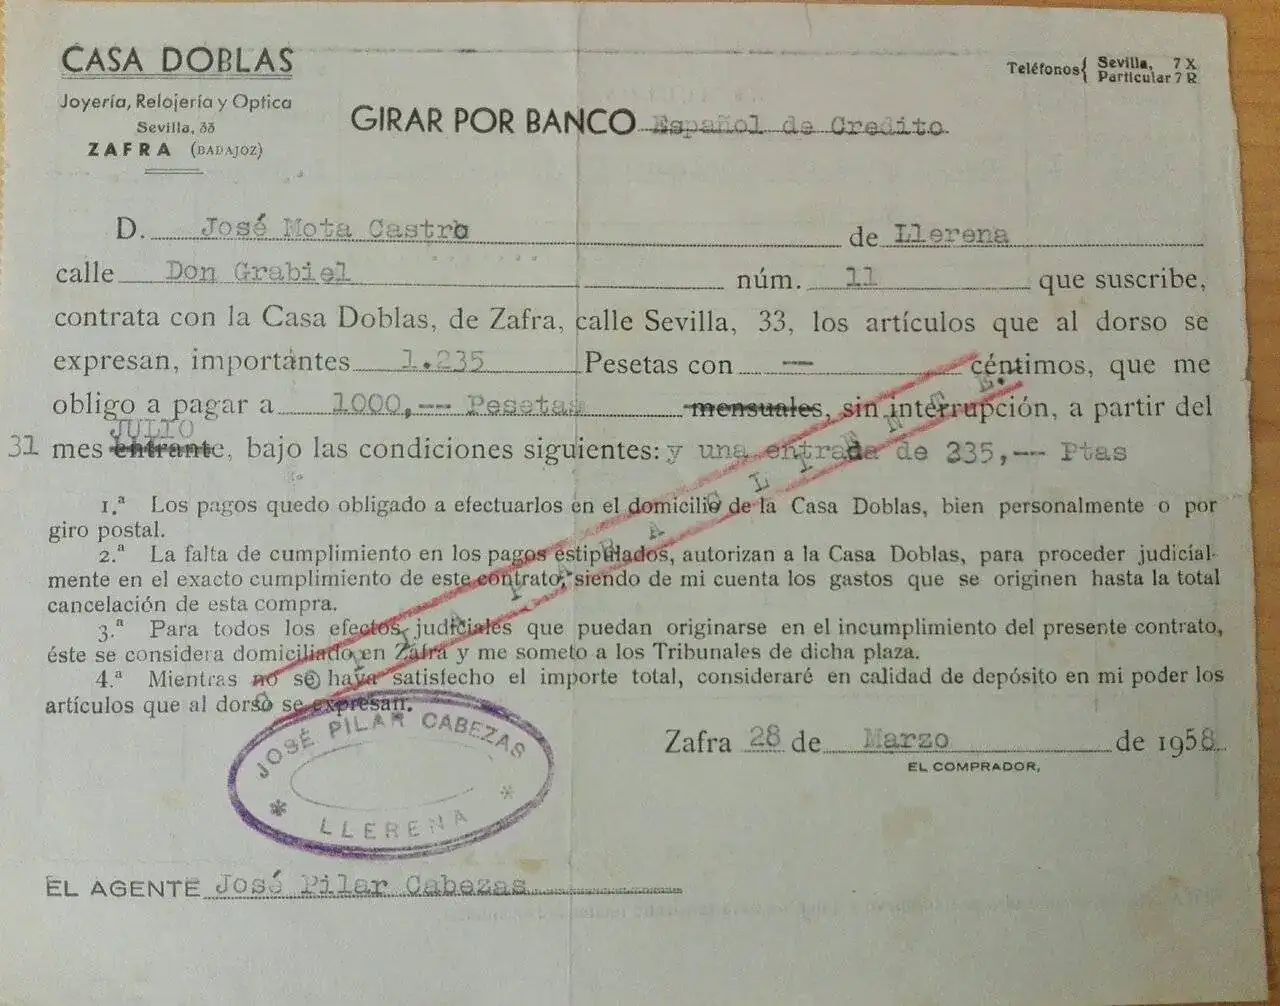 CASA DOBLAS
Joyería, Relojería y Optica
Sevilla, 33
ZAFRA (BADAJOZ)
Teléfonos { Sevilla, 7 X
Particular 7 R
GIRAR POR BANCO Español de Credito
D. José Mota Castro de Llerena
calle Don Grabiel núm. 11 que suscribe,
contrata con la Casa Doblas, de Zafra, calle Sevilla, 33, los artículos que al dorso se
expresan, importantes 1.235 Pesetas con — céntimos, que me
obligo a pagar a 1000,-- Pesetas mensuales, sin interrupción, a partir del
JULIO
31 mes entrante, bajo las condiciones siguientes: y una entrada de 235,-- Ptas
1.ª Los pagos quedo obligado a efectuarlos en el domicilio de la Casa Doblas, bien personalmente o por
giro postal.
2.ª La falta de cumplimiento en los pagos estipulados, autorizan a la Casa Doblas, para proceder judicial-
mente en el exacto cumplimiento de este contrato, siendo de mi cuenta los gastos que se originen hasta la total
cancelación de esta compra.
3.ª Para todos los efectos judiciales que puedan originarse en el incumplimiento del presente contrato,
éste se considera domiciliado en Zafra y me someto a los Tribunales de dicha plaza.
4.ª Mientras no se haya satisfecho el importe total, consideraré en calidad de depósito en mi poder los
artículos que al dorso se expresan.
COPIA PARA CLIENTE.
Zafra 28 de Marzo de 1958
EL COMPRADOR,
JOSÉ PILAR CABEZAS
* *
LLERENA
EL AGENTE José Pilar Cabezas